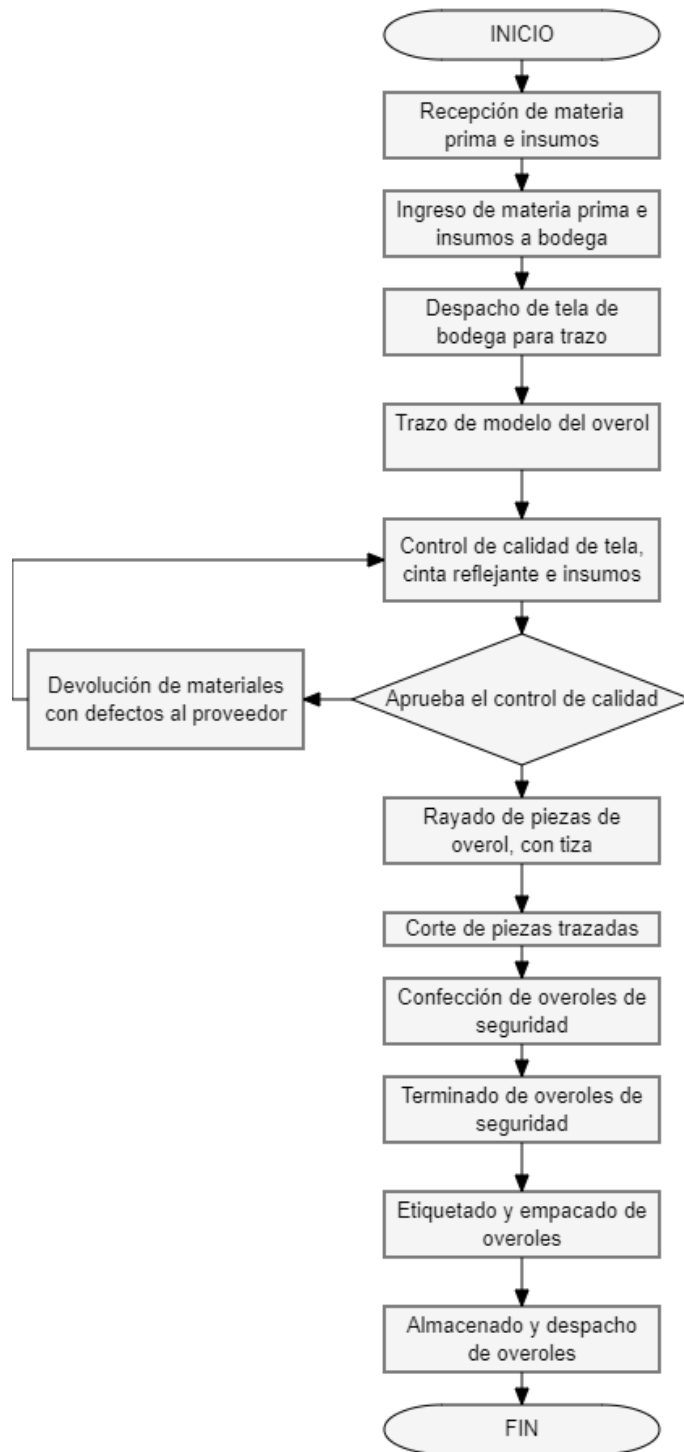 INICIO
Recepción de materia
prima e insumos
Ingreso de materia prima e
insumos a bodega
Despacho de tela de
bodega para trazo
Trazo de modelo del overol
Control de calidad de tela,
cinta reflejante e insumos
Devolución de materiales
con defectos al proveedor
Aprueba el control de calidad
Rayado de piezas de
overol, con tiza
Corte de piezas trazadas
Confección de overoles de
seguridad
Terminado de overoles de
seguridad
Etiquetado y empacado de
overoles
Almacenado y despacho
de overoles
FIN